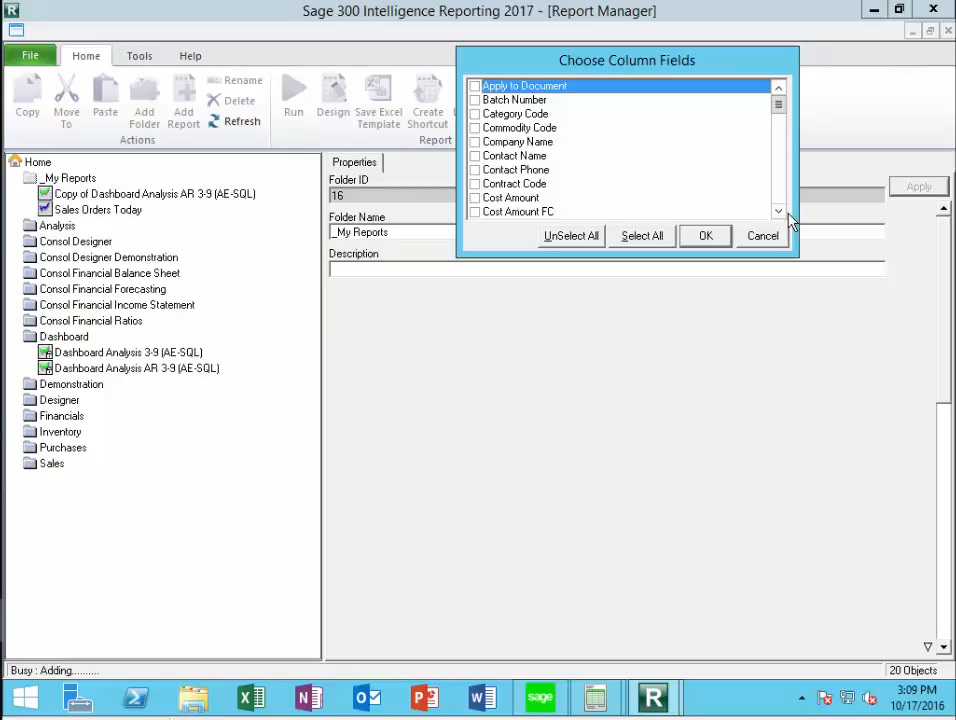 R
Sage 300 Intelligence Reporting 2017 - [Report Manager]
File
Home
Tools
Help
Copy
Move To
Paste
Add Folder
Add Report
Rename
Delete
Refresh
Actions
Run
Design
Save Excel Template
Create Shortcut
Report
Choose Column Fields
Apply to Document
Batch Number
Category Code
Commodity Code
Company Name
Contact Name
Contact Phone
Contract Code
Cost Amount
Cost Amount FC
UnSelect All
Select All
OK
Cancel
Home
_My Reports
Copy of Dashboard Analysis AR 3-9 (AE-SQL)
Sales Orders Today
Analysis
Consol Designer
Consol Designer Demonstration
Consol Financial Balance Sheet
Consol Financial Forecasting
Consol Financial Income Statement
Consol Financial Ratios
Dashboard
Dashboard Analysis 3-9 (AE-SQL)
Dashboard Analysis AR 3-9 (AE-SQL)
Demonstration
Designer
Financials
Inventory
Purchases
Sales
Properties
Folder ID
16
Apply
Folder Name
_My Reports
Description
Busy : Adding..........
20 Objects
sage
R
3:09 PM
10/17/2016